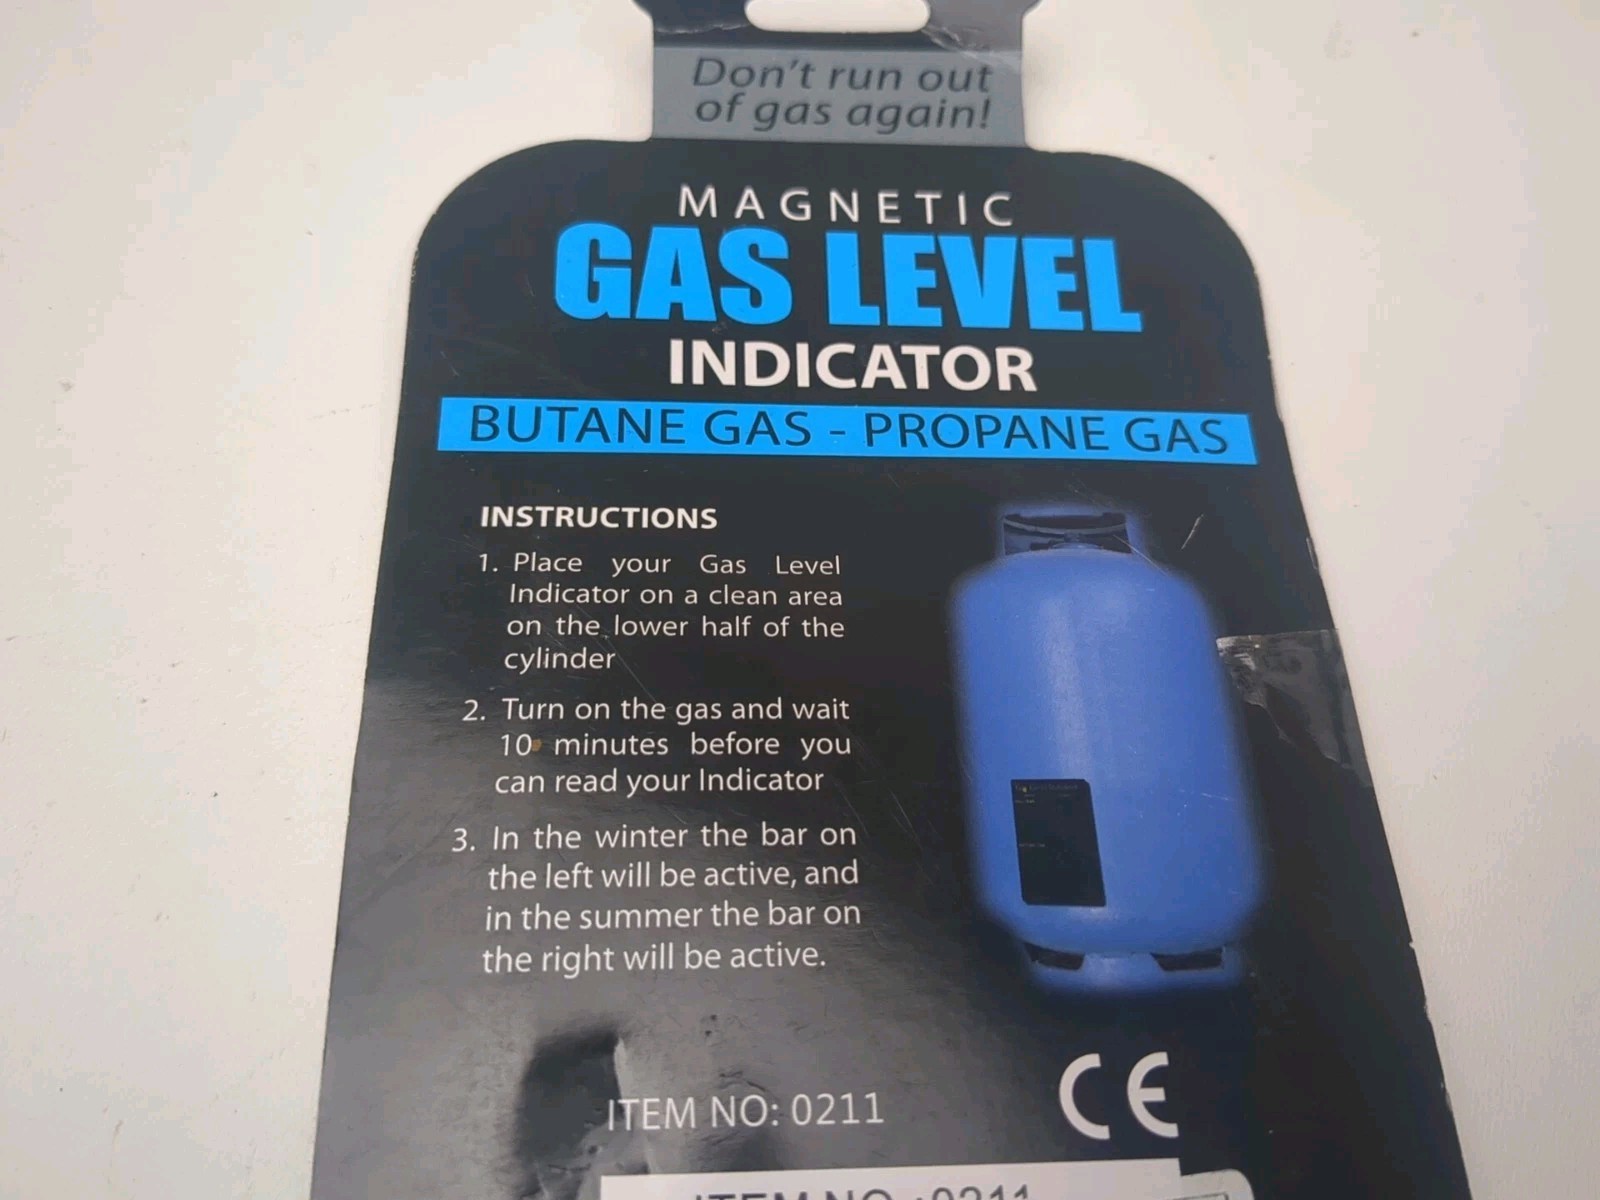 Don't run out
of gas again!
MAGNETIC
GAS LEVEL
INDICATOR
BUTANE GAS - PROPANE GAS
INSTRUCTIONS
1. Place your Gas Level
Indicator on a clean area
on the lower half of the
cylinder
2. Turn on the gas and wait
10 minutes before you
can read your Indicator
3. In the winter the bar on
the left will be active, and
in the summer the bar on
the right will be active.
ITEM NO: 0211
CE
ITEM NO.:0211